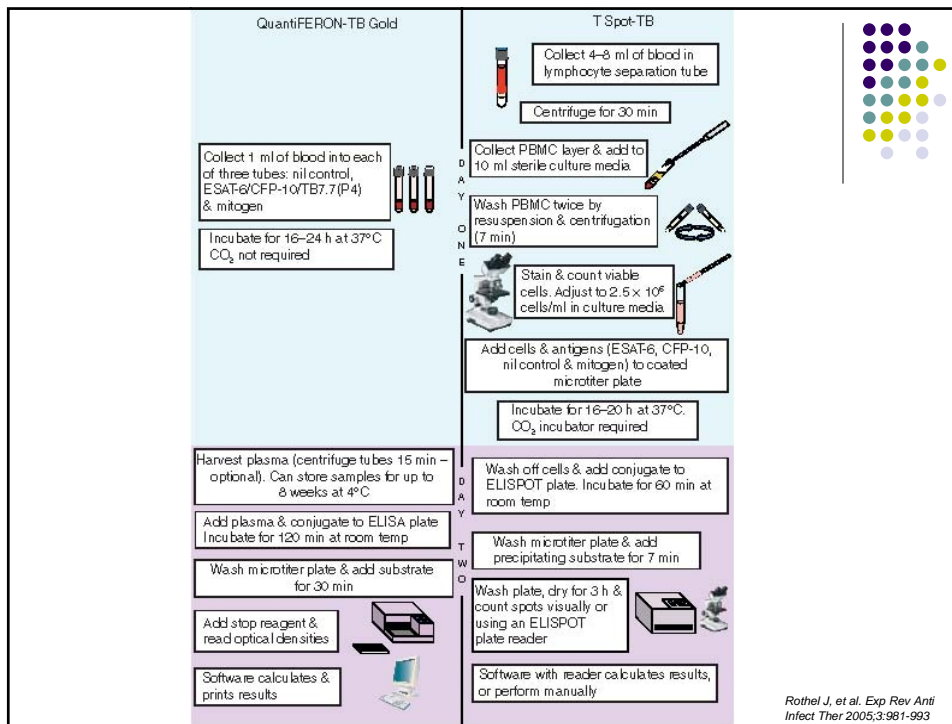 QuantiFERON-TB Gold
Collect 1 ml of blood into each
of three tubes: nil control,
ESAT-6/CFP-10/TB7.7(P4)
& mitogen
Incubate for 16–24 h at 37°C
CO₂ not required
Harvest plasma (centrifuge tubes 15 min –
optional). Can store samples for up to
8 weeks at 4°C
Add plasma & conjugate to ELISA plate
Incubate for 120 min at room temp
Wash microtiter plate & add substrate
for 30 min
Add stop reagent &
read optical densities
Software calculates &
prints results
DAY ONE
DAY TWO
T Spot-TB
Collect 4–8 ml of blood in
lymphocyte separation tube
Centrifuge for 30 min
Collect PBMC layer & add to
10 ml sterile culture media
Wash PBMC twice by
resuspension & centrifugation
(7 min)
Stain & count viable
cells. Adjust to 2.5 × 10⁶
cells/ml in culture media
Add cells & antigens (ESAT-6, CFP-10,
nil control & mitogen) to coated
microtiter plate
Incubate for 16–20 h at 37°C.
CO₂ incubator required
Wash off cells & add conjugate to
ELISPOT plate. Incubate for 60 min at
room temp
Wash microtiter plate & add
precipitating substrate for 7 min
Wash plate, dry for 3 h &
count spots visually or
using an ELISPOT
plate reader
Software with reader calculates results,
or perform manually
Rothel J, et al. Exp Rev Anti
Infect Ther 2005;3:981-993